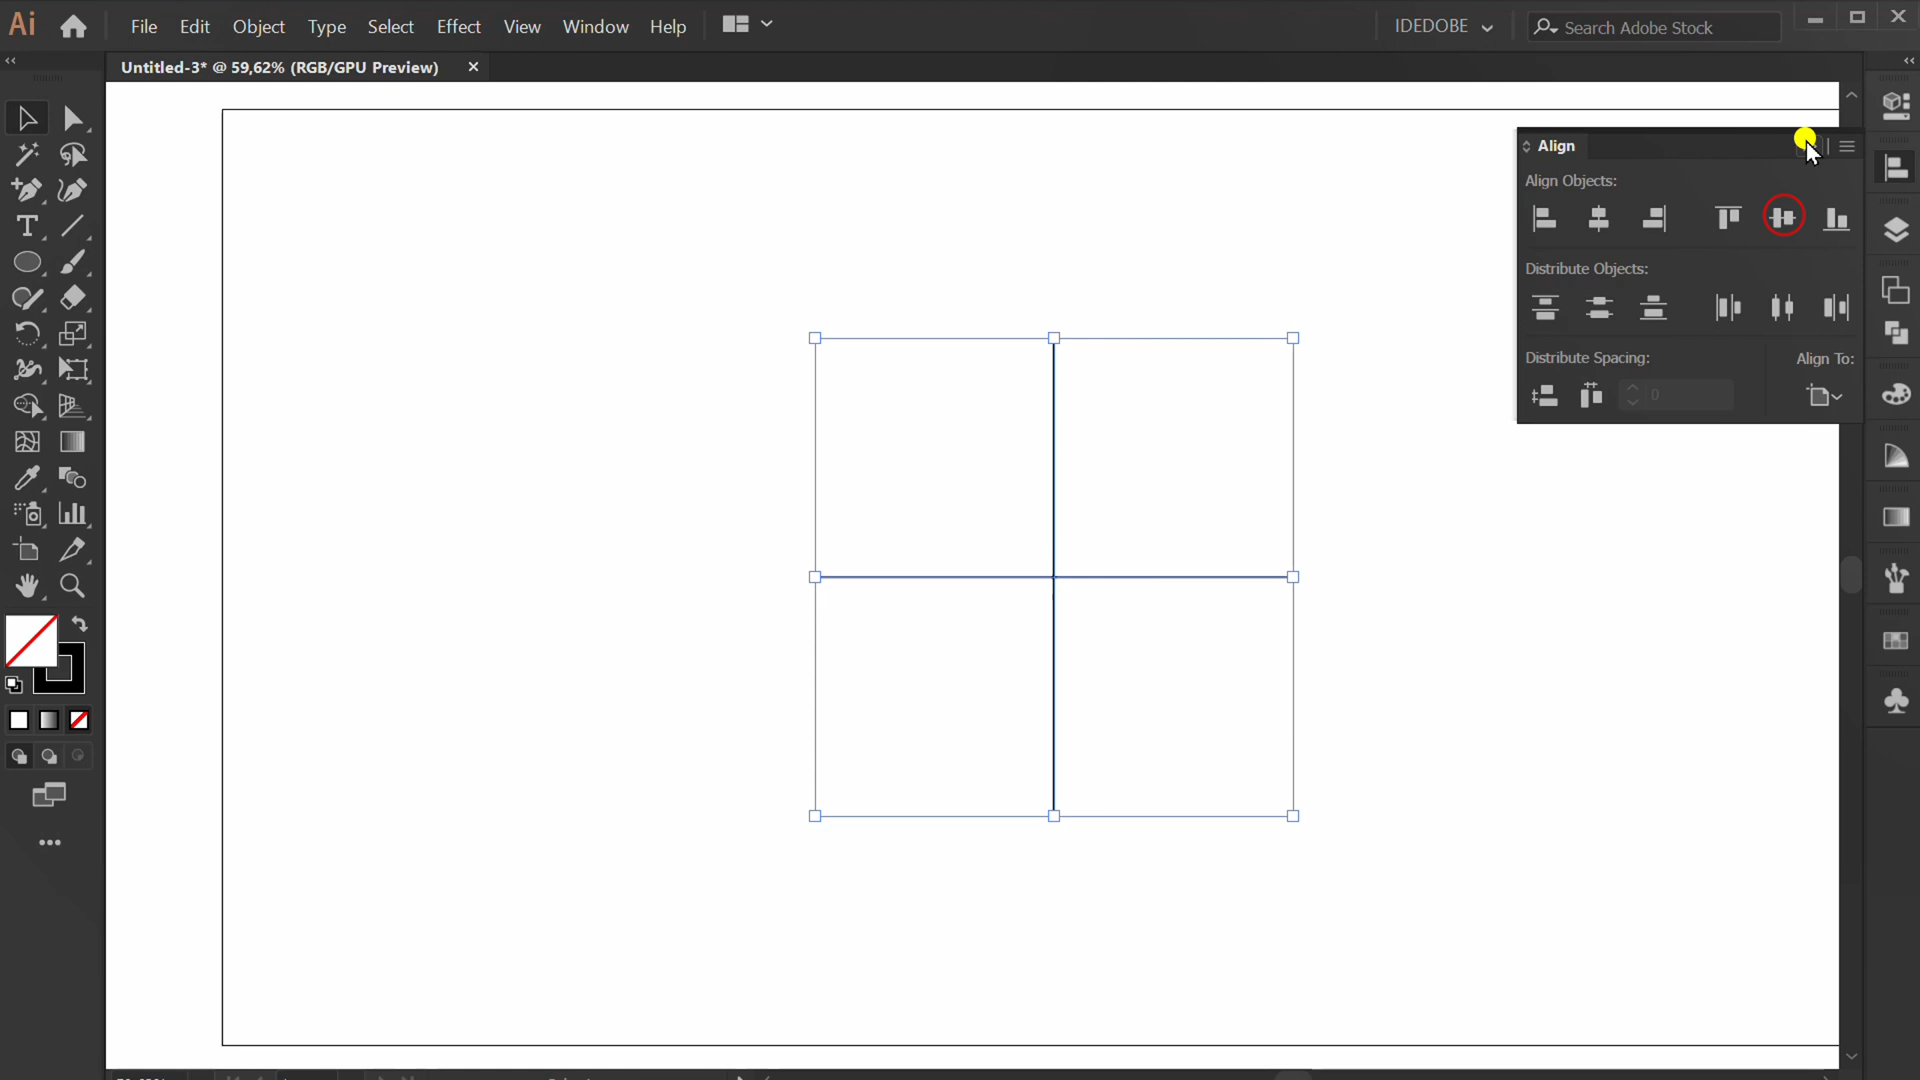 Ai File Edit Object Type Select Effect View Window Help IDEDOBE Search Adobe Stock
Untitled-3* @ 59,62% (RGB/GPU Preview)
Align
Align Objects:
Distribute Objects:
Distribute Spacing: Align To:
0